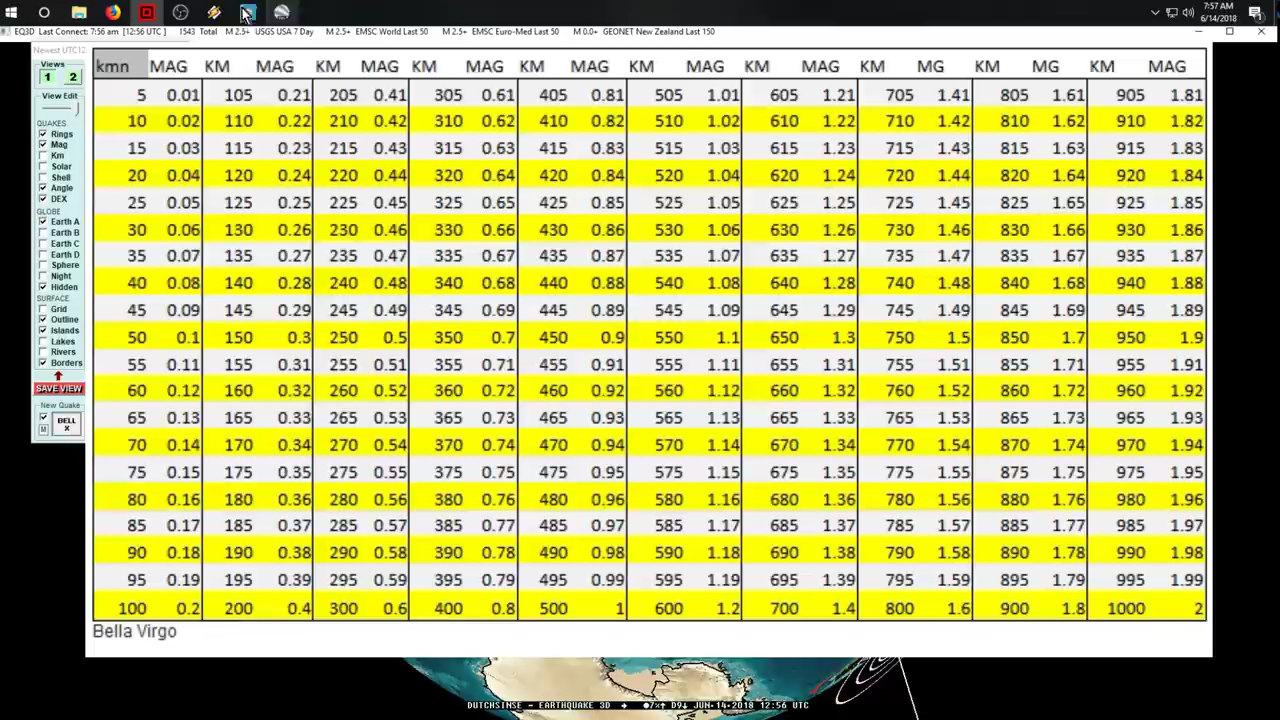 7:57 AM
6/14/2018
EQ3D Last Connect: 7:56 am [12:56 UTC] 1543 Total M 2.5+ USGS USA 7 Day M 2.5+ EMSC World Last 50 M 2.5+ EMSC Euro-Med Last 50 M 0.0+ GEONET New Zealand Last 150
Newest UTC12
Views
1 2
View Edit
QUAKES
Rings
Mag
Km
Solar
Shell
Angle
DEX
GLOBE
Earth A
Earth B
Earth C
Earth D
Sphere
Night
Hidden
SURFACE
Grid
Outline
Islands
Lakes
Rivers
Borders
SAVE VIEW
New Quake
BELL
X
M
kmn MAG KM MAG KM MAG KM MAG KM MAG KM MAG KM MAG KM MG KM MG KM MAG
5 0.01 105 0.21 205 0.41 305 0.61 405 0.81 505 1.01 605 1.21 705 1.41 805 1.61 905 1.81
10 0.02 110 0.22 210 0.42 310 0.62 410 0.82 510 1.02 610 1.22 710 1.42 810 1.62 910 1.82
15 0.03 115 0.23 215 0.43 315 0.63 415 0.83 515 1.03 615 1.23 715 1.43 815 1.63 915 1.83
20 0.04 120 0.24 220 0.44 320 0.64 420 0.84 520 1.04 620 1.24 720 1.44 820 1.64 920 1.84
25 0.05 125 0.25 225 0.45 325 0.65 425 0.85 525 1.05 625 1.25 725 1.45 825 1.65 925 1.85
30 0.06 130 0.26 230 0.46 330 0.66 430 0.86 530 1.06 630 1.26 730 1.46 830 1.66 930 1.86
35 0.07 135 0.27 235 0.47 335 0.67 435 0.87 535 1.07 635 1.27 735 1.47 835 1.67 935 1.87
40 0.08 140 0.28 240 0.48 340 0.68 440 0.88 540 1.08 640 1.28 740 1.48 840 1.68 940 1.88
45 0.09 145 0.29 245 0.49 345 0.69 445 0.89 545 1.09 645 1.29 745 1.49 845 1.69 945 1.89
50 0.1 150 0.3 250 0.5 350 0.7 450 0.9 550 1.1 650 1.3 750 1.5 850 1.7 950 1.9
55 0.11 155 0.31 255 0.51 355 0.71 455 0.91 555 1.11 655 1.31 755 1.51 855 1.71 955 1.91
60 0.12 160 0.32 260 0.52 360 0.72 460 0.92 560 1.12 660 1.32 760 1.52 860 1.72 960 1.92
65 0.13 165 0.33 265 0.53 365 0.73 465 0.93 565 1.13 665 1.33 765 1.53 865 1.73 965 1.93
70 0.14 170 0.34 270 0.54 370 0.74 470 0.94 570 1.14 670 1.34 770 1.54 870 1.74 970 1.94
75 0.15 175 0.35 275 0.55 375 0.75 475 0.95 575 1.15 675 1.35 775 1.55 875 1.75 975 1.95
80 0.16 180 0.36 280 0.56 380 0.76 480 0.96 580 1.16 680 1.36 780 1.56 880 1.76 980 1.96
85 0.17 185 0.37 285 0.57 385 0.77 485 0.97 585 1.17 685 1.37 785 1.57 885 1.77 985 1.97
90 0.18 190 0.38 290 0.58 390 0.78 490 0.98 590 1.18 690 1.38 790 1.58 890 1.78 990 1.98
95 0.19 195 0.39 295 0.59 395 0.79 495 0.99 595 1.19 695 1.39 795 1.59 895 1.79 995 1.99
100 0.2 200 0.4 300 0.6 400 0.8 500 1 600 1.2 700 1.4 800 1.6 900 1.8 1000 2
Bella Virgo
DUTCHSINSE - EARTHQUAKE 3D JUN-14-2018 12:56 UTC